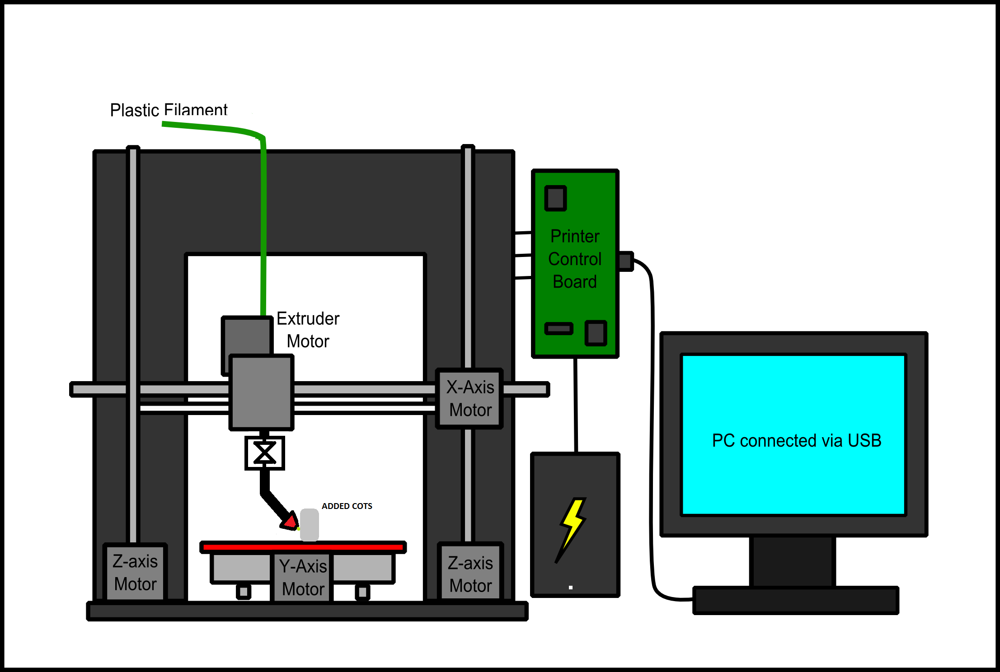 Plastic Filament
Extruder
Motor
Printer
Control
Board
X-Axis
Motor
PC connected via USB
ADDED COTS
Z-axis
Motor
Y-Axis
Motor
Z-axis
Motor